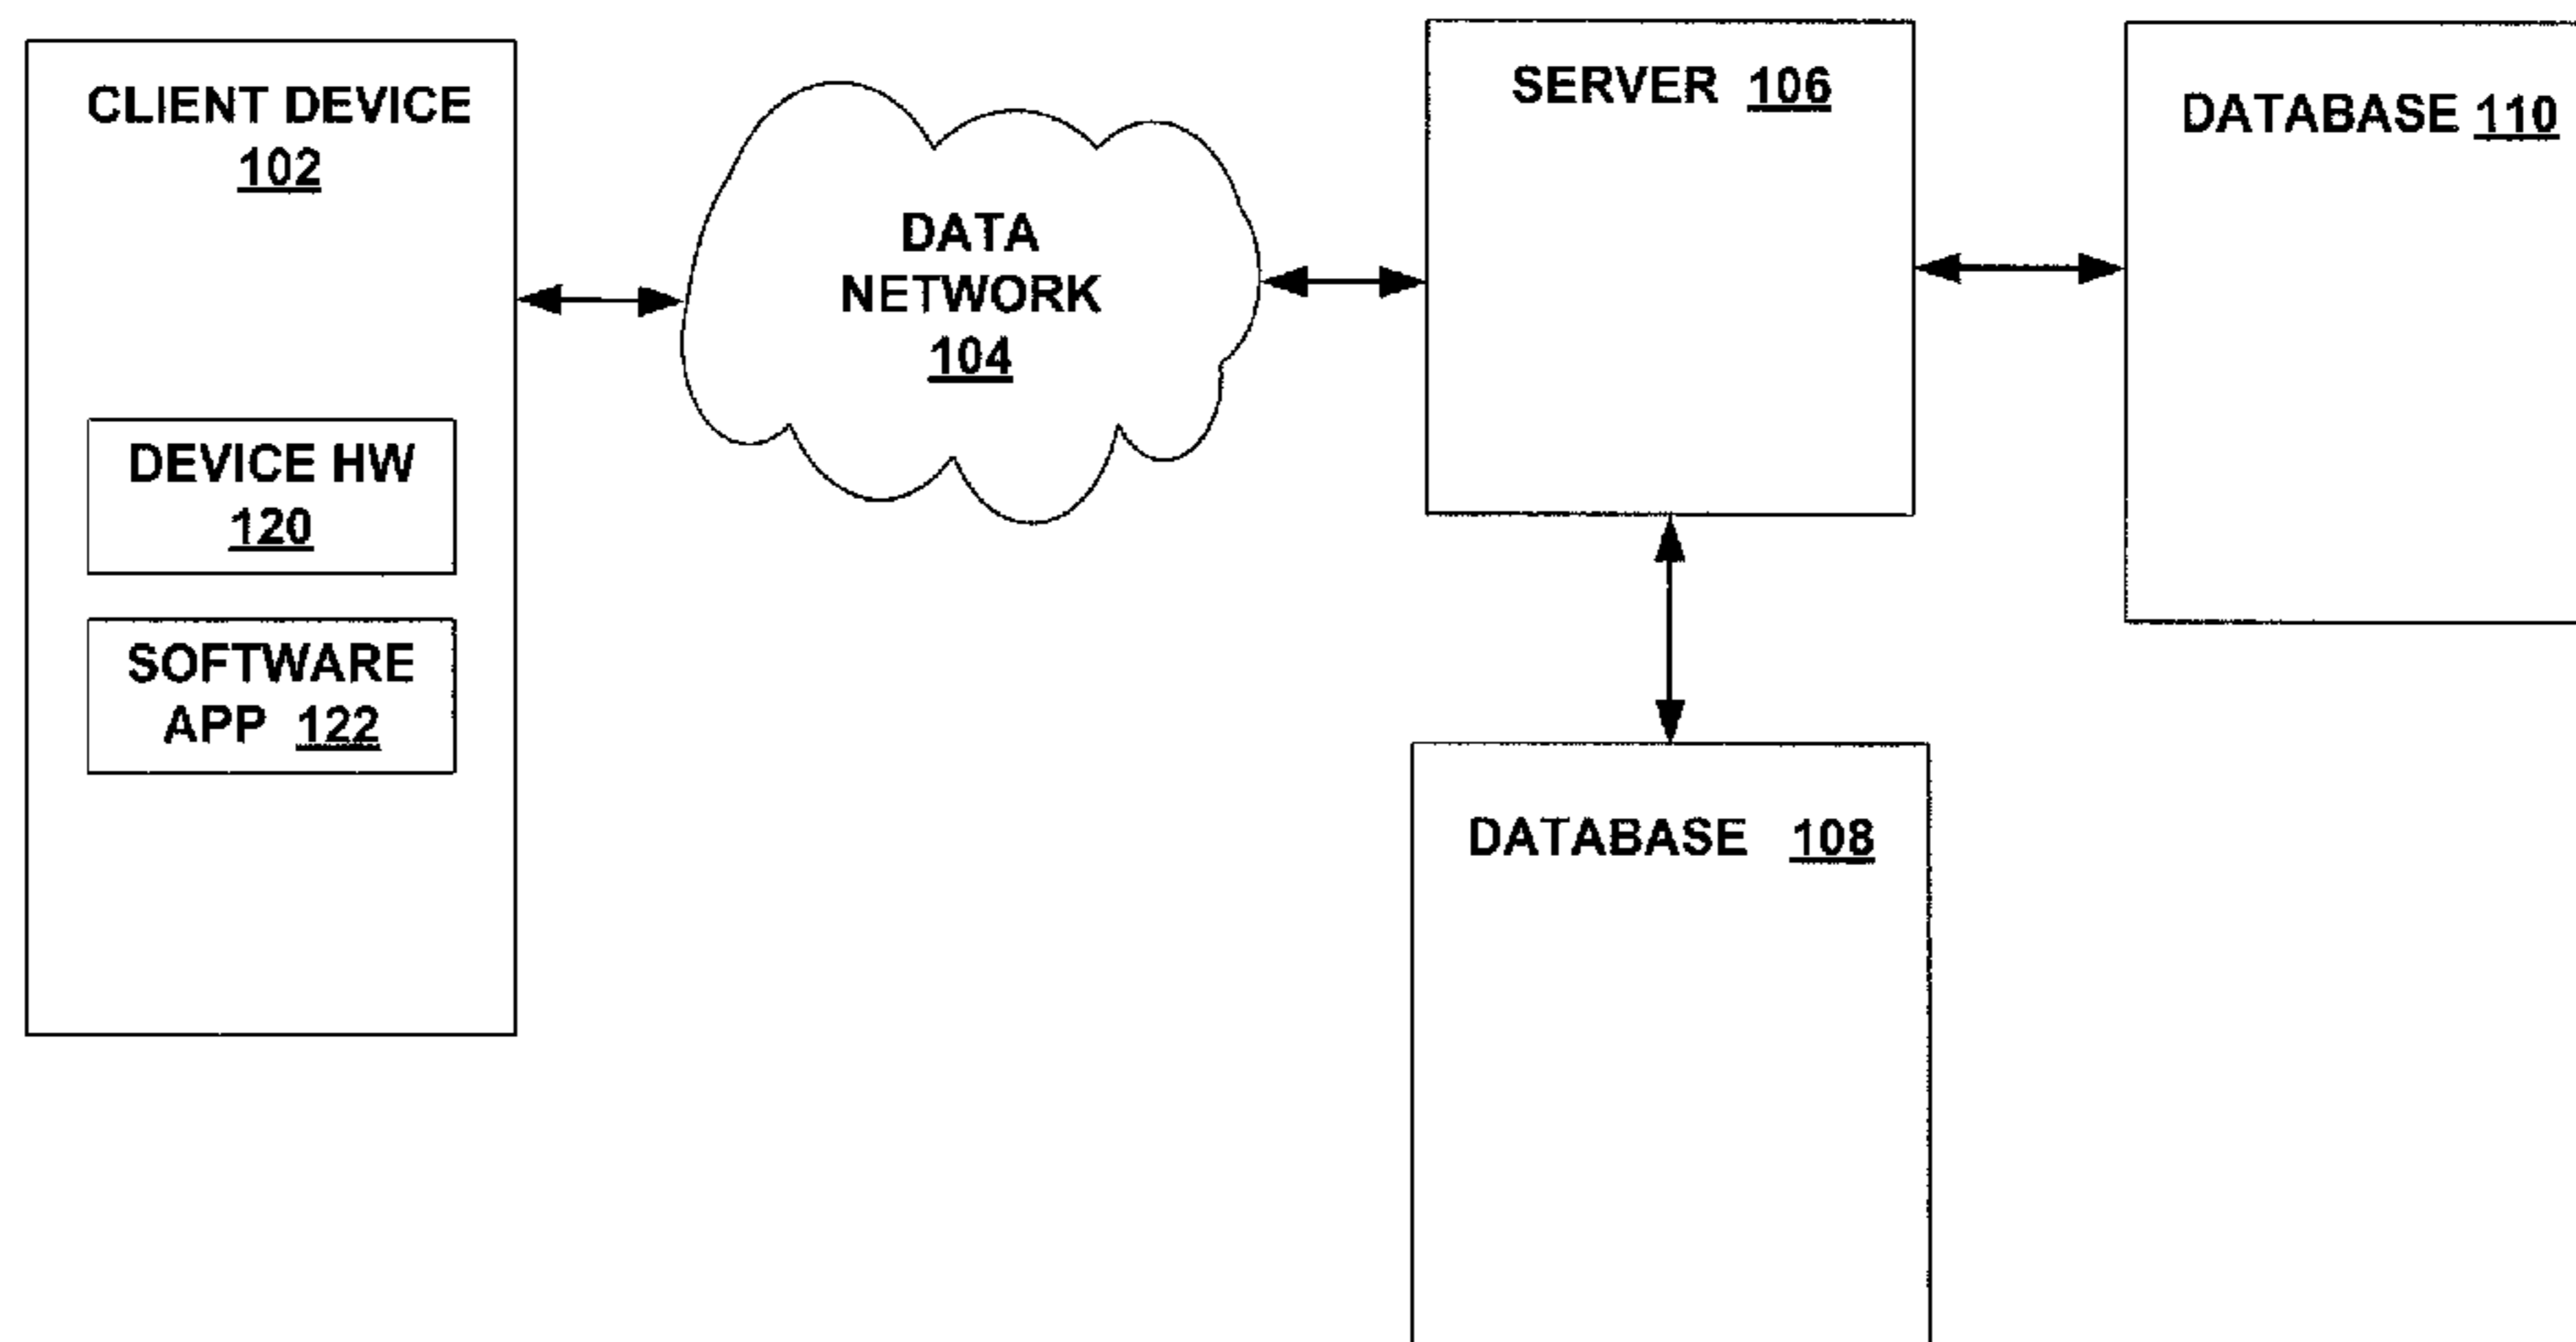 CLIENT DEVICE
102
DEVICE HW
120
SOFTWARE
APP 122
DATA
NETWORK
104
SERVER 106
DATABASE 110
DATABASE 108